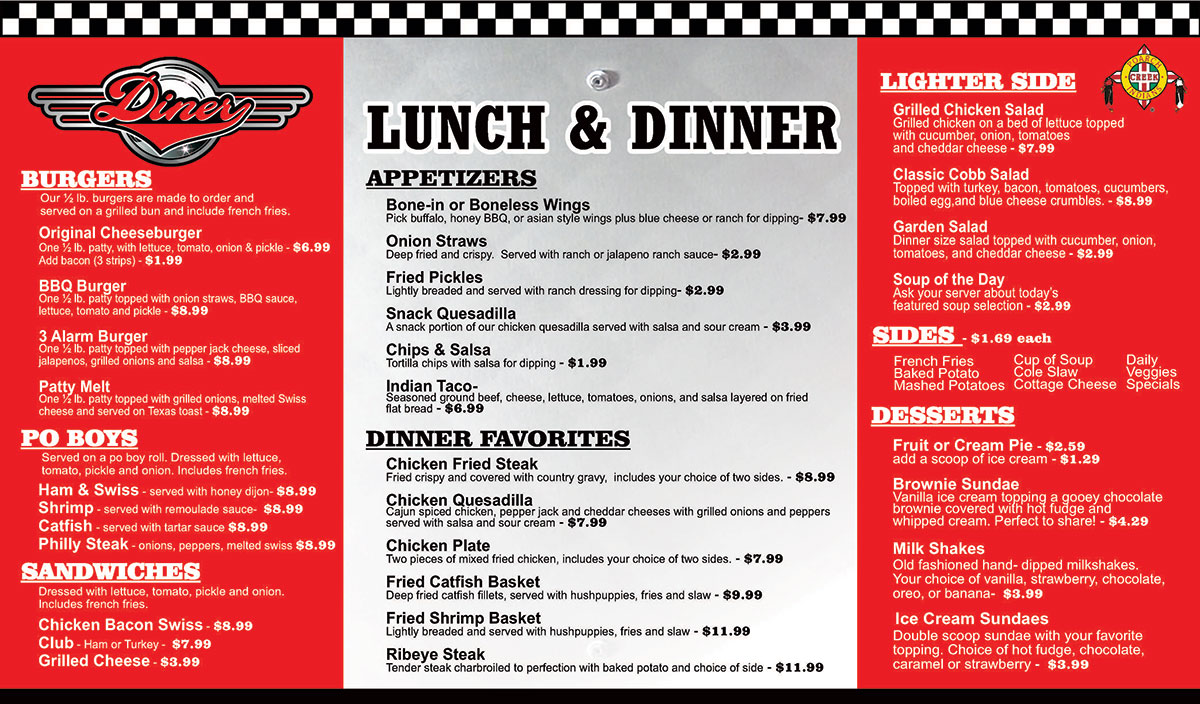 Diner
BURGERS
Our ½ lb. burgers are made to order and
served on a grilled bun and include french fries.
Original Cheeseburger
One ½ lb. patty, with lettuce, tomato, onion & pickle - $6.99
Add bacon (3 strips) - $1.99
BBQ Burger
One ½ lb. patty topped with onion straws, BBQ sauce,
lettuce, tomato and pickle - $8.99
3 Alarm Burger
One ½ lb. patty topped with pepper jack cheese, sliced
jalapenos, grilled onions and salsa - $8.99
Patty Melt
One ½ lb. patty topped with grilled onions, melted Swiss
cheese and served on Texas toast - $8.99
PO BOYS
Served on a po boy roll. Dressed with lettuce,
tomato, pickle and onion. Includes french fries.
Ham & Swiss - served with honey dijon- $8.99
Shrimp - served with remoulade sauce- $8.99
Catfish - served with tartar sauce $8.99
Philly Steak - onions, peppers, melted swiss $8.99
SANDWICHES
Dressed with lettuce, tomato, pickle and onion.
Includes french fries.
Chicken Bacon Swiss - $8.99
Club - Ham or Turkey - $7.99
Grilled Cheese - $3.99
LUNCH & DINNER
APPETIZERS
Bone-in or Boneless Wings
Pick buffalo, honey BBQ, or asian style wings plus blue cheese or ranch for dipping- $7.99
Onion Straws
Deep fried and crispy. Served with ranch or jalapeno ranch sauce- $2.99
Fried Pickles
Lightly breaded and served with ranch dressing for dipping- $2.99
Snack Quesadilla
A snack portion of our chicken quesadilla served with salsa and sour cream - $3.99
Chips & Salsa
Tortilla chips with salsa for dipping - $1.99
Indian Taco-
Seasoned ground beef, cheese, lettuce, tomatoes, onions, and salsa layered on fried
flat bread - $6.99
DINNER FAVORITES
Chicken Fried Steak
Fried crispy and covered with country gravy, includes your choice of two sides. - $8.99
Chicken Quesadilla
Cajun spiced chicken, pepper jack and cheddar cheeses with grilled onions and peppers
served with salsa and sour cream - $7.99
Chicken Plate
Two pieces of mixed fried chicken, includes your choice of two sides. - $7.99
Fried Catfish Basket
Deep fried catfish fillets, served with hushpuppies, fries and slaw - $9.99
Fried Shrimp Basket
Lightly breaded and served with hushpuppies, fries and slaw - $11.99
Ribeye Steak
Tender steak charbroiled to perfection with baked potato and choice of side - $11.99
POARCH
CREEK
INDIANS
LIGHTER SIDE
Grilled Chicken Salad
Grilled chicken on a bed of lettuce topped
with cucumber, onion, tomatoes
and cheddar cheese - $7.99
Classic Cobb Salad
Topped with turkey, bacon, tomatoes, cucumbers,
boiled egg,and blue cheese crumbles. - $8.99
Garden Salad
Dinner size salad topped with cucumber, onion,
tomatoes, and cheddar cheese - $2.99
Soup of the Day
Ask your server about today's
featured soup selection - $2.99
SIDES - $1.69 each
French Fries Cup of Soup Daily
Baked Potato Cole Slaw Veggies
Mashed Potatoes Cottage Cheese Specials
DESSERTS
Fruit or Cream Pie - $2.59
add a scoop of ice cream - $1.29
Brownie Sundae
Vanilla ice cream topping a gooey chocolate
brownie covered with hot fudge and
whipped cream. Perfect to share! - $4.29
Milk Shakes
Old fashioned hand- dipped milkshakes.
Your choice of vanilla, strawberry, chocolate,
oreo, or banana- $3.99
Ice Cream Sundaes
Double scoop sundae with your favorite
topping. Choice of hot fudge, chocolate,
caramel or strawberry - $3.99